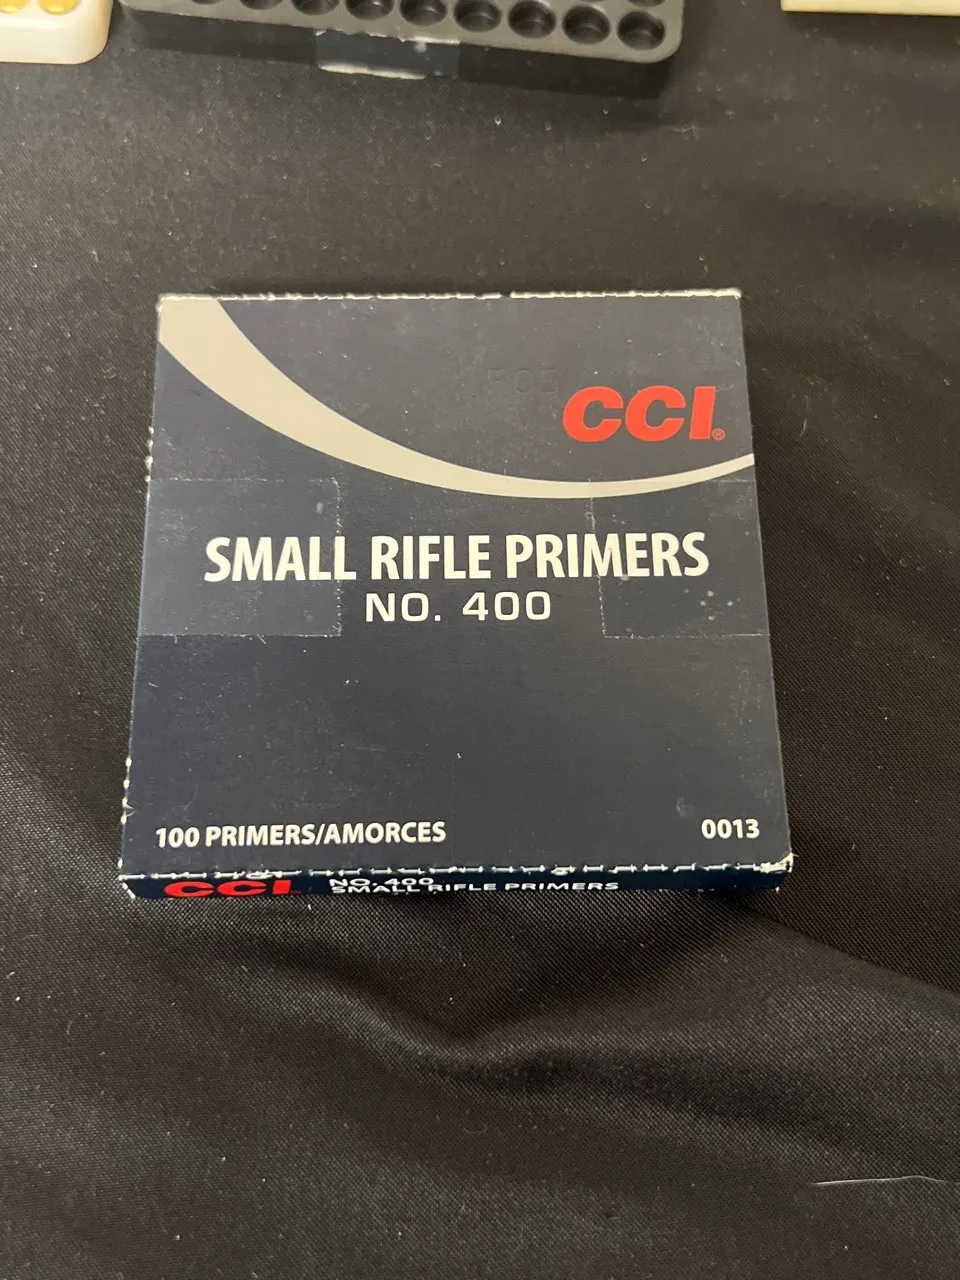 CCI®
SMALL RIFLE PRIMERS
NO. 400
100 PRIMERS/AMORCES
0013
CCI
NO. 400
SMALL RIFLE PRIMERS